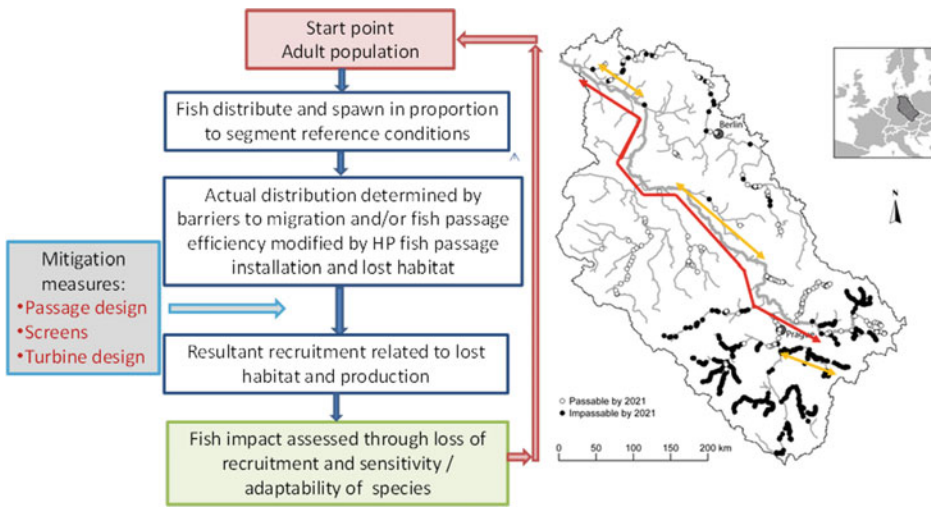 Start point
Adult population
Fish distribute and spawn in proportion
to segment reference conditions
Actual distribution determined by
barriers to migration and/or fish passage
efficiency modified by HP fish passage
installation and lost habitat
Mitigation
measures:
•Passage design
•Screens
•Turbine design
Resultant recruitment related to lost
habitat and production
Fish impact assessed through loss of
recruitment and sensitivity /
adaptability of species
Berlin
N
Prague
○ Passable by 2021
● Impassable by 2021
0 50 100 150 200 km